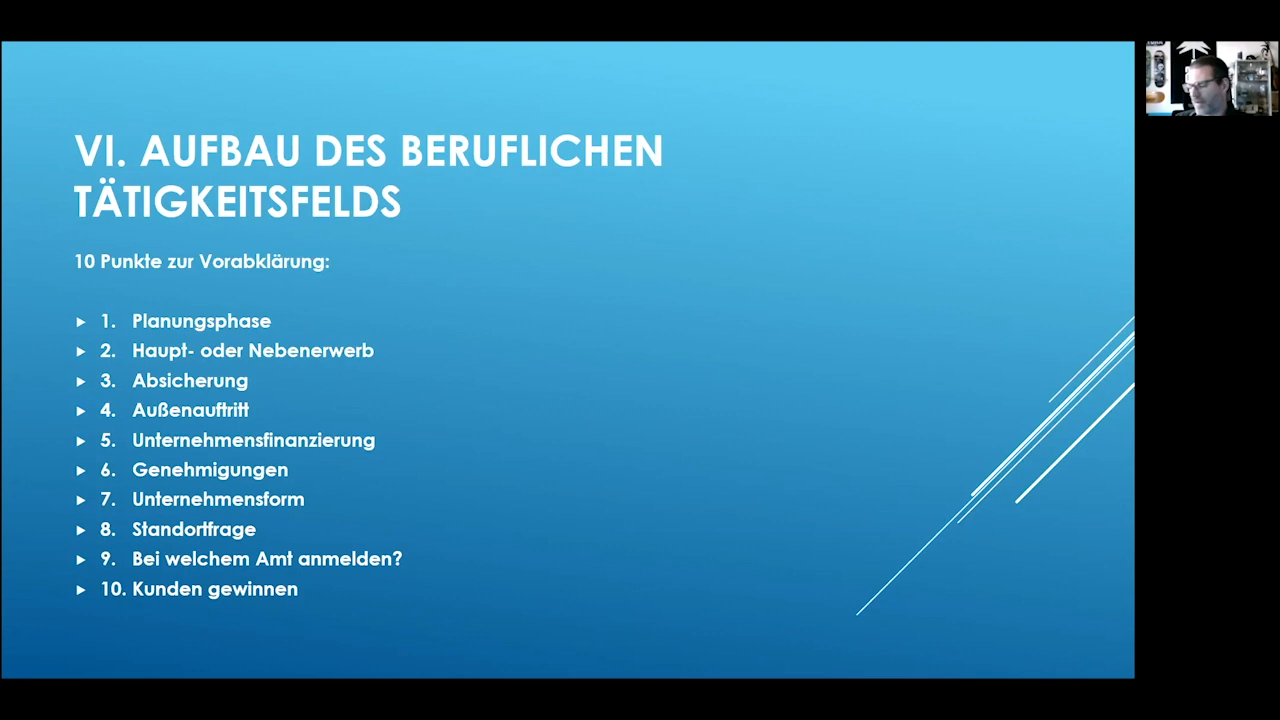 VI. AUFBAU DES BERUFLICHEN
TÄTIGKEITSFELDS
10 Punkte zur Vorabklärung:
1. Planungsphase
2. Haupt- oder Nebenerwerb
3. Absicherung
4. Außenauftritt
5. Unternehmensfinanzierung
6. Genehmigungen
7. Unternehmensform
8. Standortfrage
9. Bei welchem Amt anmelden?
10. Kunden gewinnen